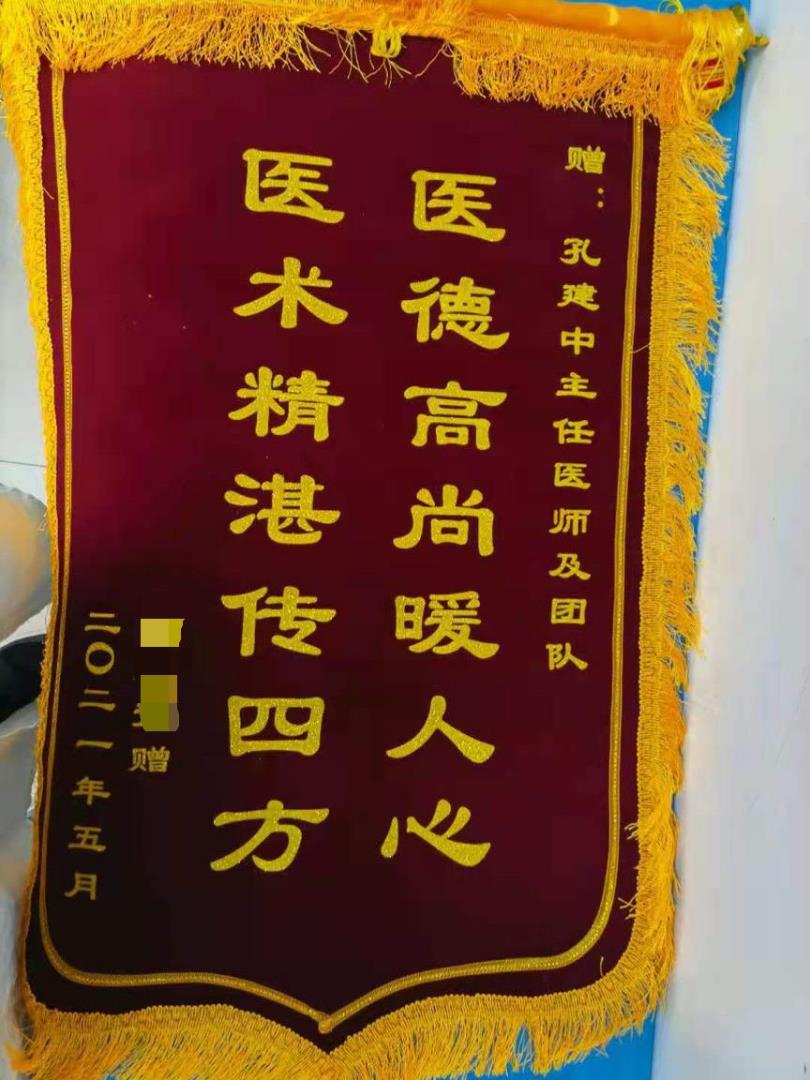 赠：孔建中主任医师及团队
医德高尚暖人心
医术精湛传四方
赠
二〇二一年五月